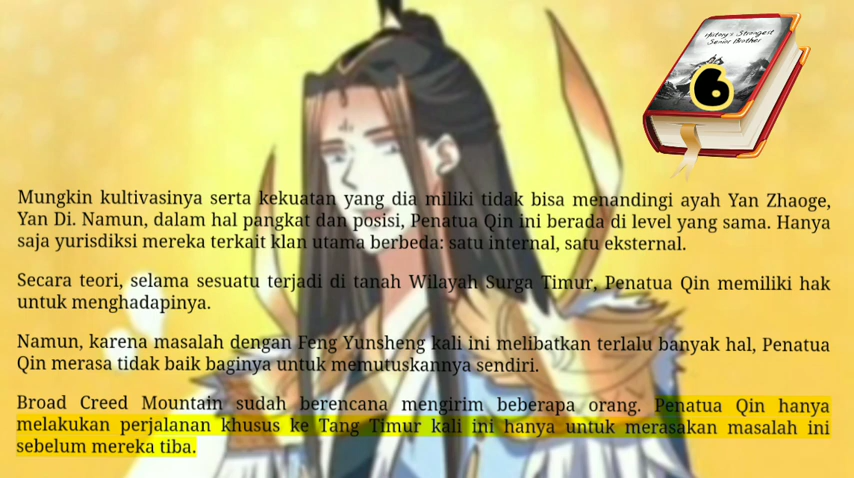 History's Strongest
Senior Brother
6
Mungkin kultivasinya serta kekuatan yang dia miliki tidak bisa menandingi ayah Yan Zhaoge,
Yan Di. Namun, dalam hal pangkat dan posisi, Penatua Qin ini berada di level yang sama. Hanya
saja yurisdiksi mereka terkait klan utama berbeda: satu internal, satu eksternal.
Secara teori, selama sesuatu terjadi di tanah Wilayah Surga Timur, Penatua Qin memiliki hak
untuk menghadapinya.
Namun, karena masalah dengan Feng Yunsheng kali ini melibatkan terlalu banyak hal, Penatua
Qin merasa tidak baik baginya untuk memutuskannya sendiri.
Broad Creed Mountain sudah berencana mengirim beberapa orang. Penatua Qin hanya
melakukan perjalanan khusus ke Tang Timur kali ini hanya untuk merasakan masalah ini
sebelum mereka tiba.